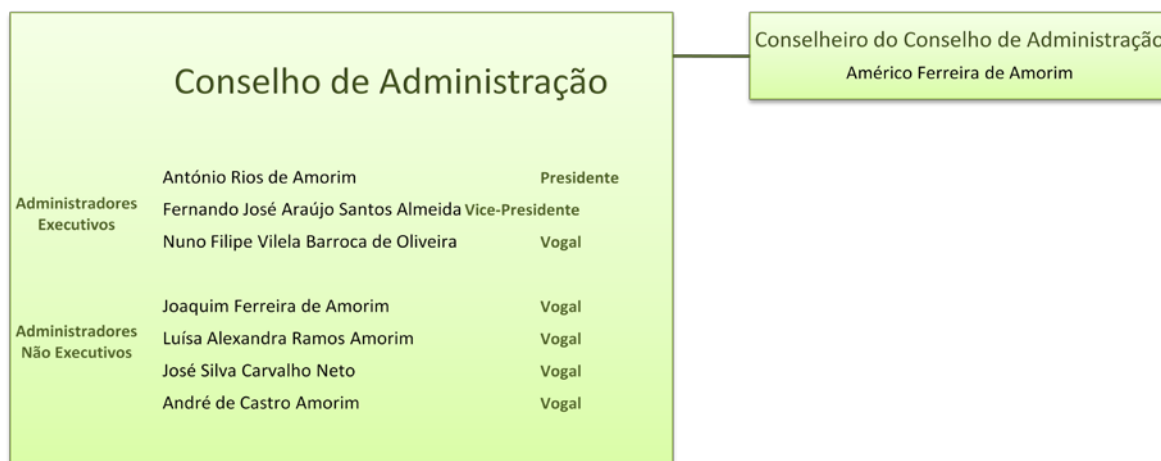 Conselho de Administração
Administradores
Executivos
António Rios de Amorim Presidente
Fernando José Araújo Santos Almeida Vice-Presidente
Nuno Filipe Vilela Barroca de Oliveira Vogal
Administradores
Não Executivos
Joaquim Ferreira de Amorim Vogal
Luísa Alexandra Ramos Amorim Vogal
José Silva Carvalho Neto Vogal
André de Castro Amorim Vogal
Conselheiro do Conselho de Administração
Américo Ferreira de Amorim